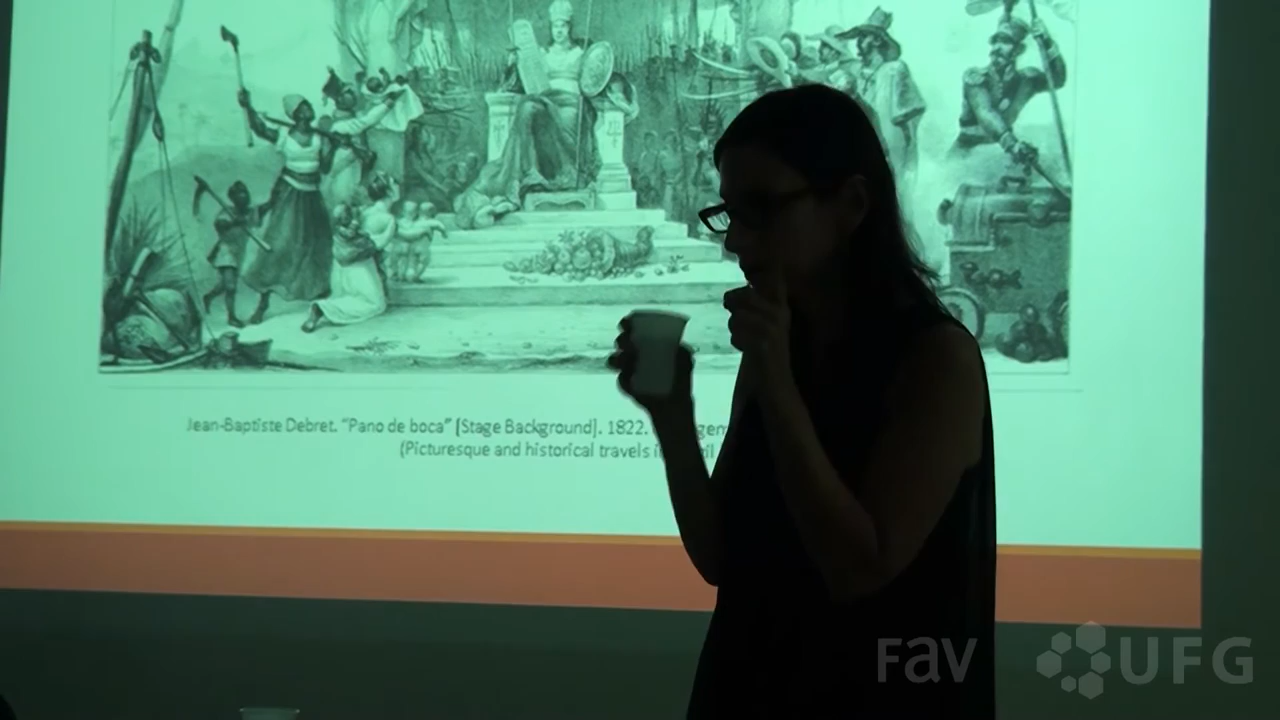 Jean-Baptiste Debret. “Pano de boca” [Stage Background]. 1822.
(Picturesque and historical travels
FaV UFG